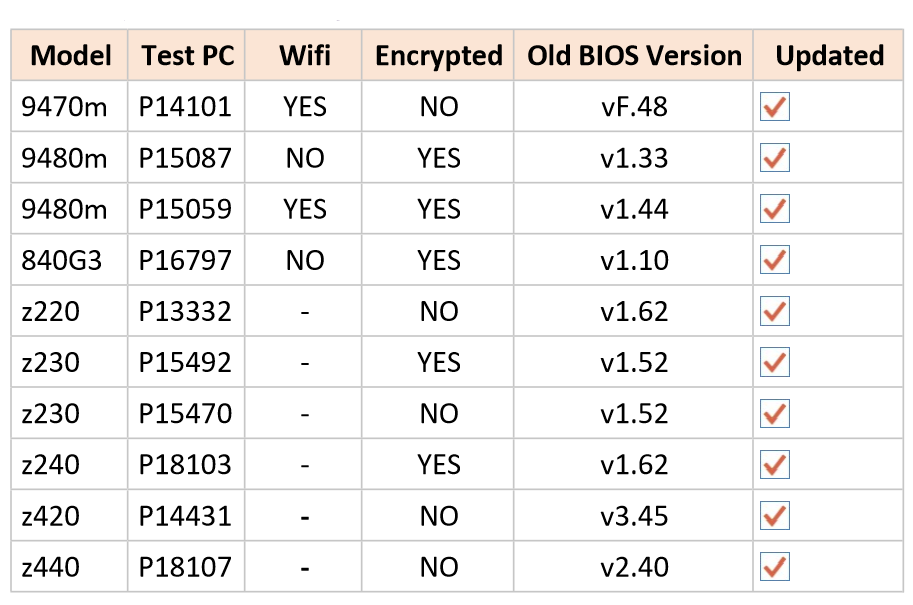 Model Test PC Wifi Encrypted Old BIOS Version Updated
9470m P14101 YES NO vF.48
9480m P15087 NO YES v1.33
9480m P15059 YES YES v1.44
840G3 P16797 NO YES v1.10
z220 P13332 - NO v1.62
z230 P15492 - YES v1.52
z230 P15470 - NO v1.52
z240 P18103 - YES v1.62
z420 P14431 - NO v3.45
z440 P18107 - NO v2.40